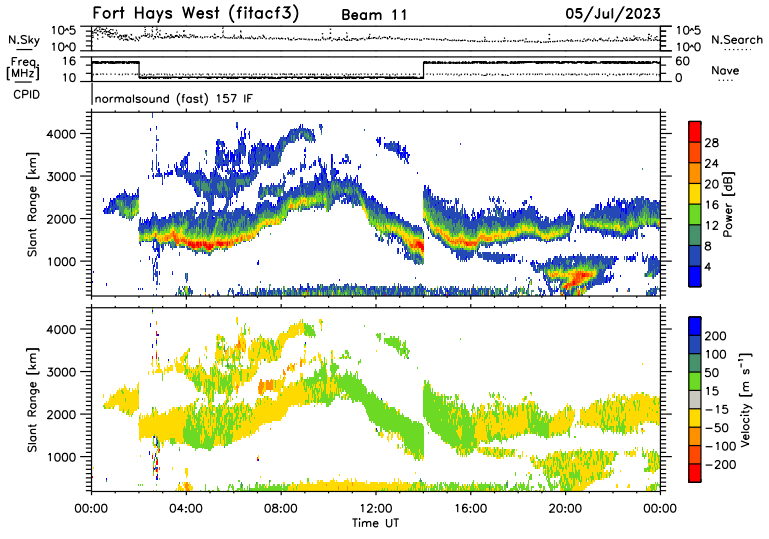 Fort Hays West (fitacf3) Beam 11 05/Jul/2023
N.Sky 10^5 10^0 10^5 10^0 N.Search
Freq. [MHz] 16 10 60 0 Nave
CPID normalsound (fast) 157 IF
Slant Range [km]
4000
3000
2000
1000
Power [dB]
28
24
20
16
12
8
4
Slant Range [km]
4000
3000
2000
1000
Velocity [m s⁻¹]
200
100
50
15
-15
-50
-100
-200
00:00 04:00 08:00 12:00 16:00 20:00 00:00
Time UT